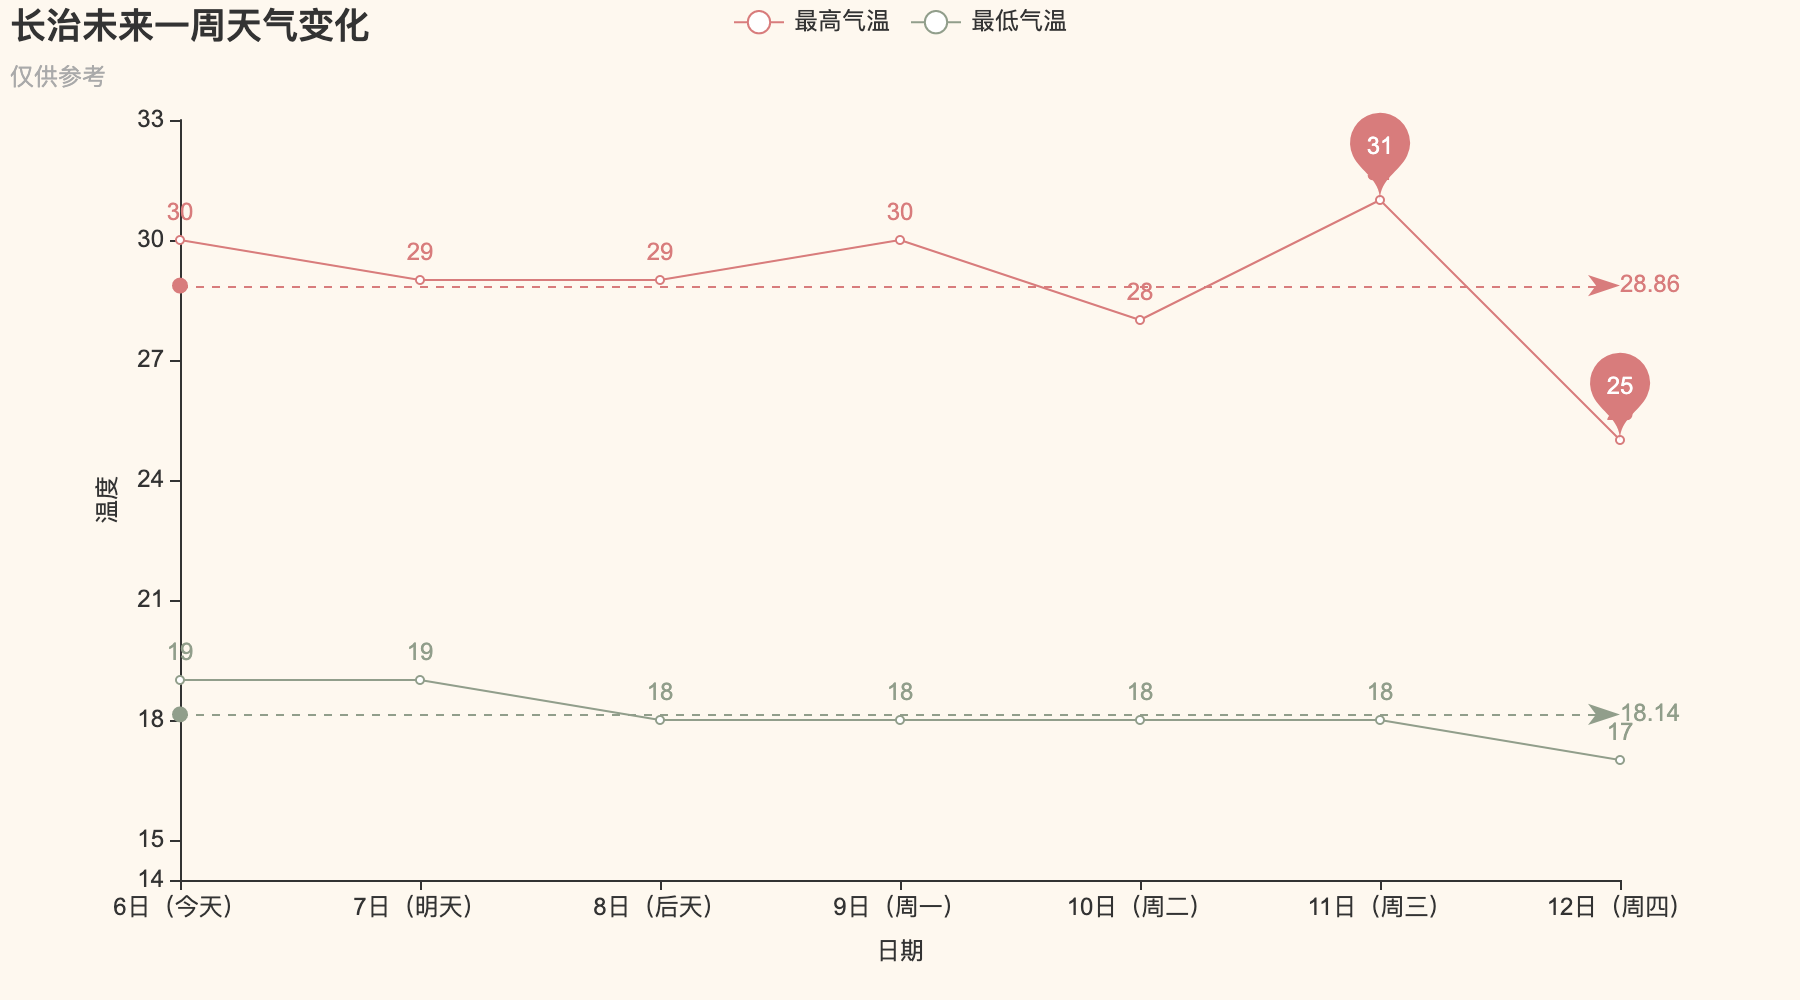 长治未来一周天气变化
仅供参考
最高气温 最低气温
33
30
27
24
21
18
15
14
温度
30 29 29 30 28 31 25
28.86
19 19 18 18 18 18 17
18.14
6日（今天） 7日（明天） 8日（后天） 9日（周一） 10日（周二） 11日（周三） 12日（周四）
日期